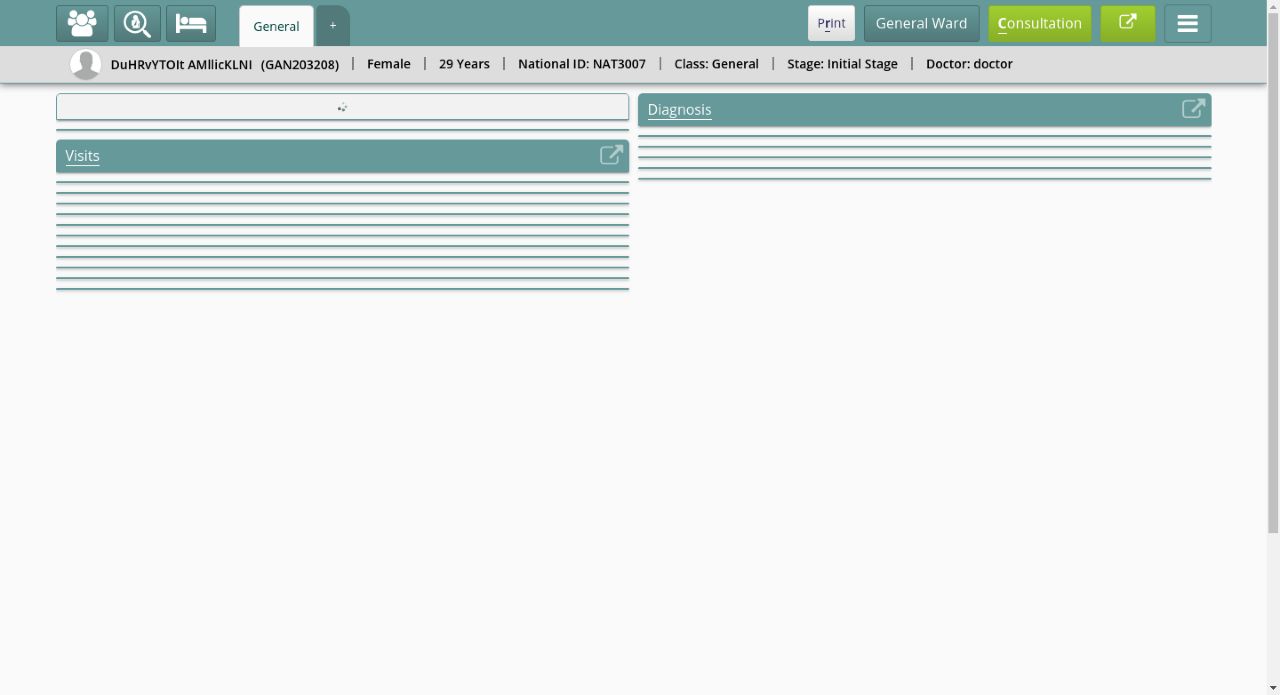 General
+
Print
General Ward
Consultation
DuHRvYTOIt AMllicKLNI (GAN203208) | Female | 29 Years | National ID: NAT3007 | Class: General | Stage: Initial Stage | Doctor: doctor
Diagnosis
Visits